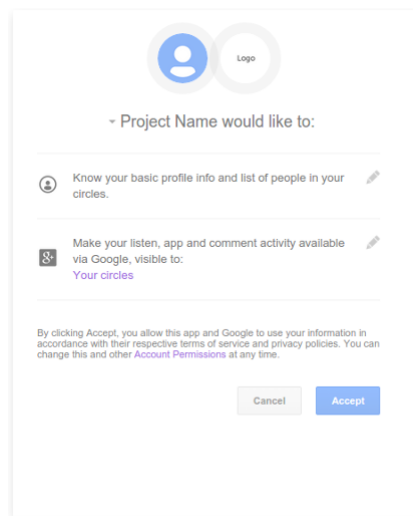 Logo
Project Name would like to:
Know your basic profile info and list of people in your
circles.
8+
Make your listen, app and comment activity available
via Google, visible to:
Your circles
By clicking Accept, you allow this app and Google to use your information in
accordance with their respective terms of service and privacy policies. You can
change this and other Account Permissions at any time.
Cancel
Accept